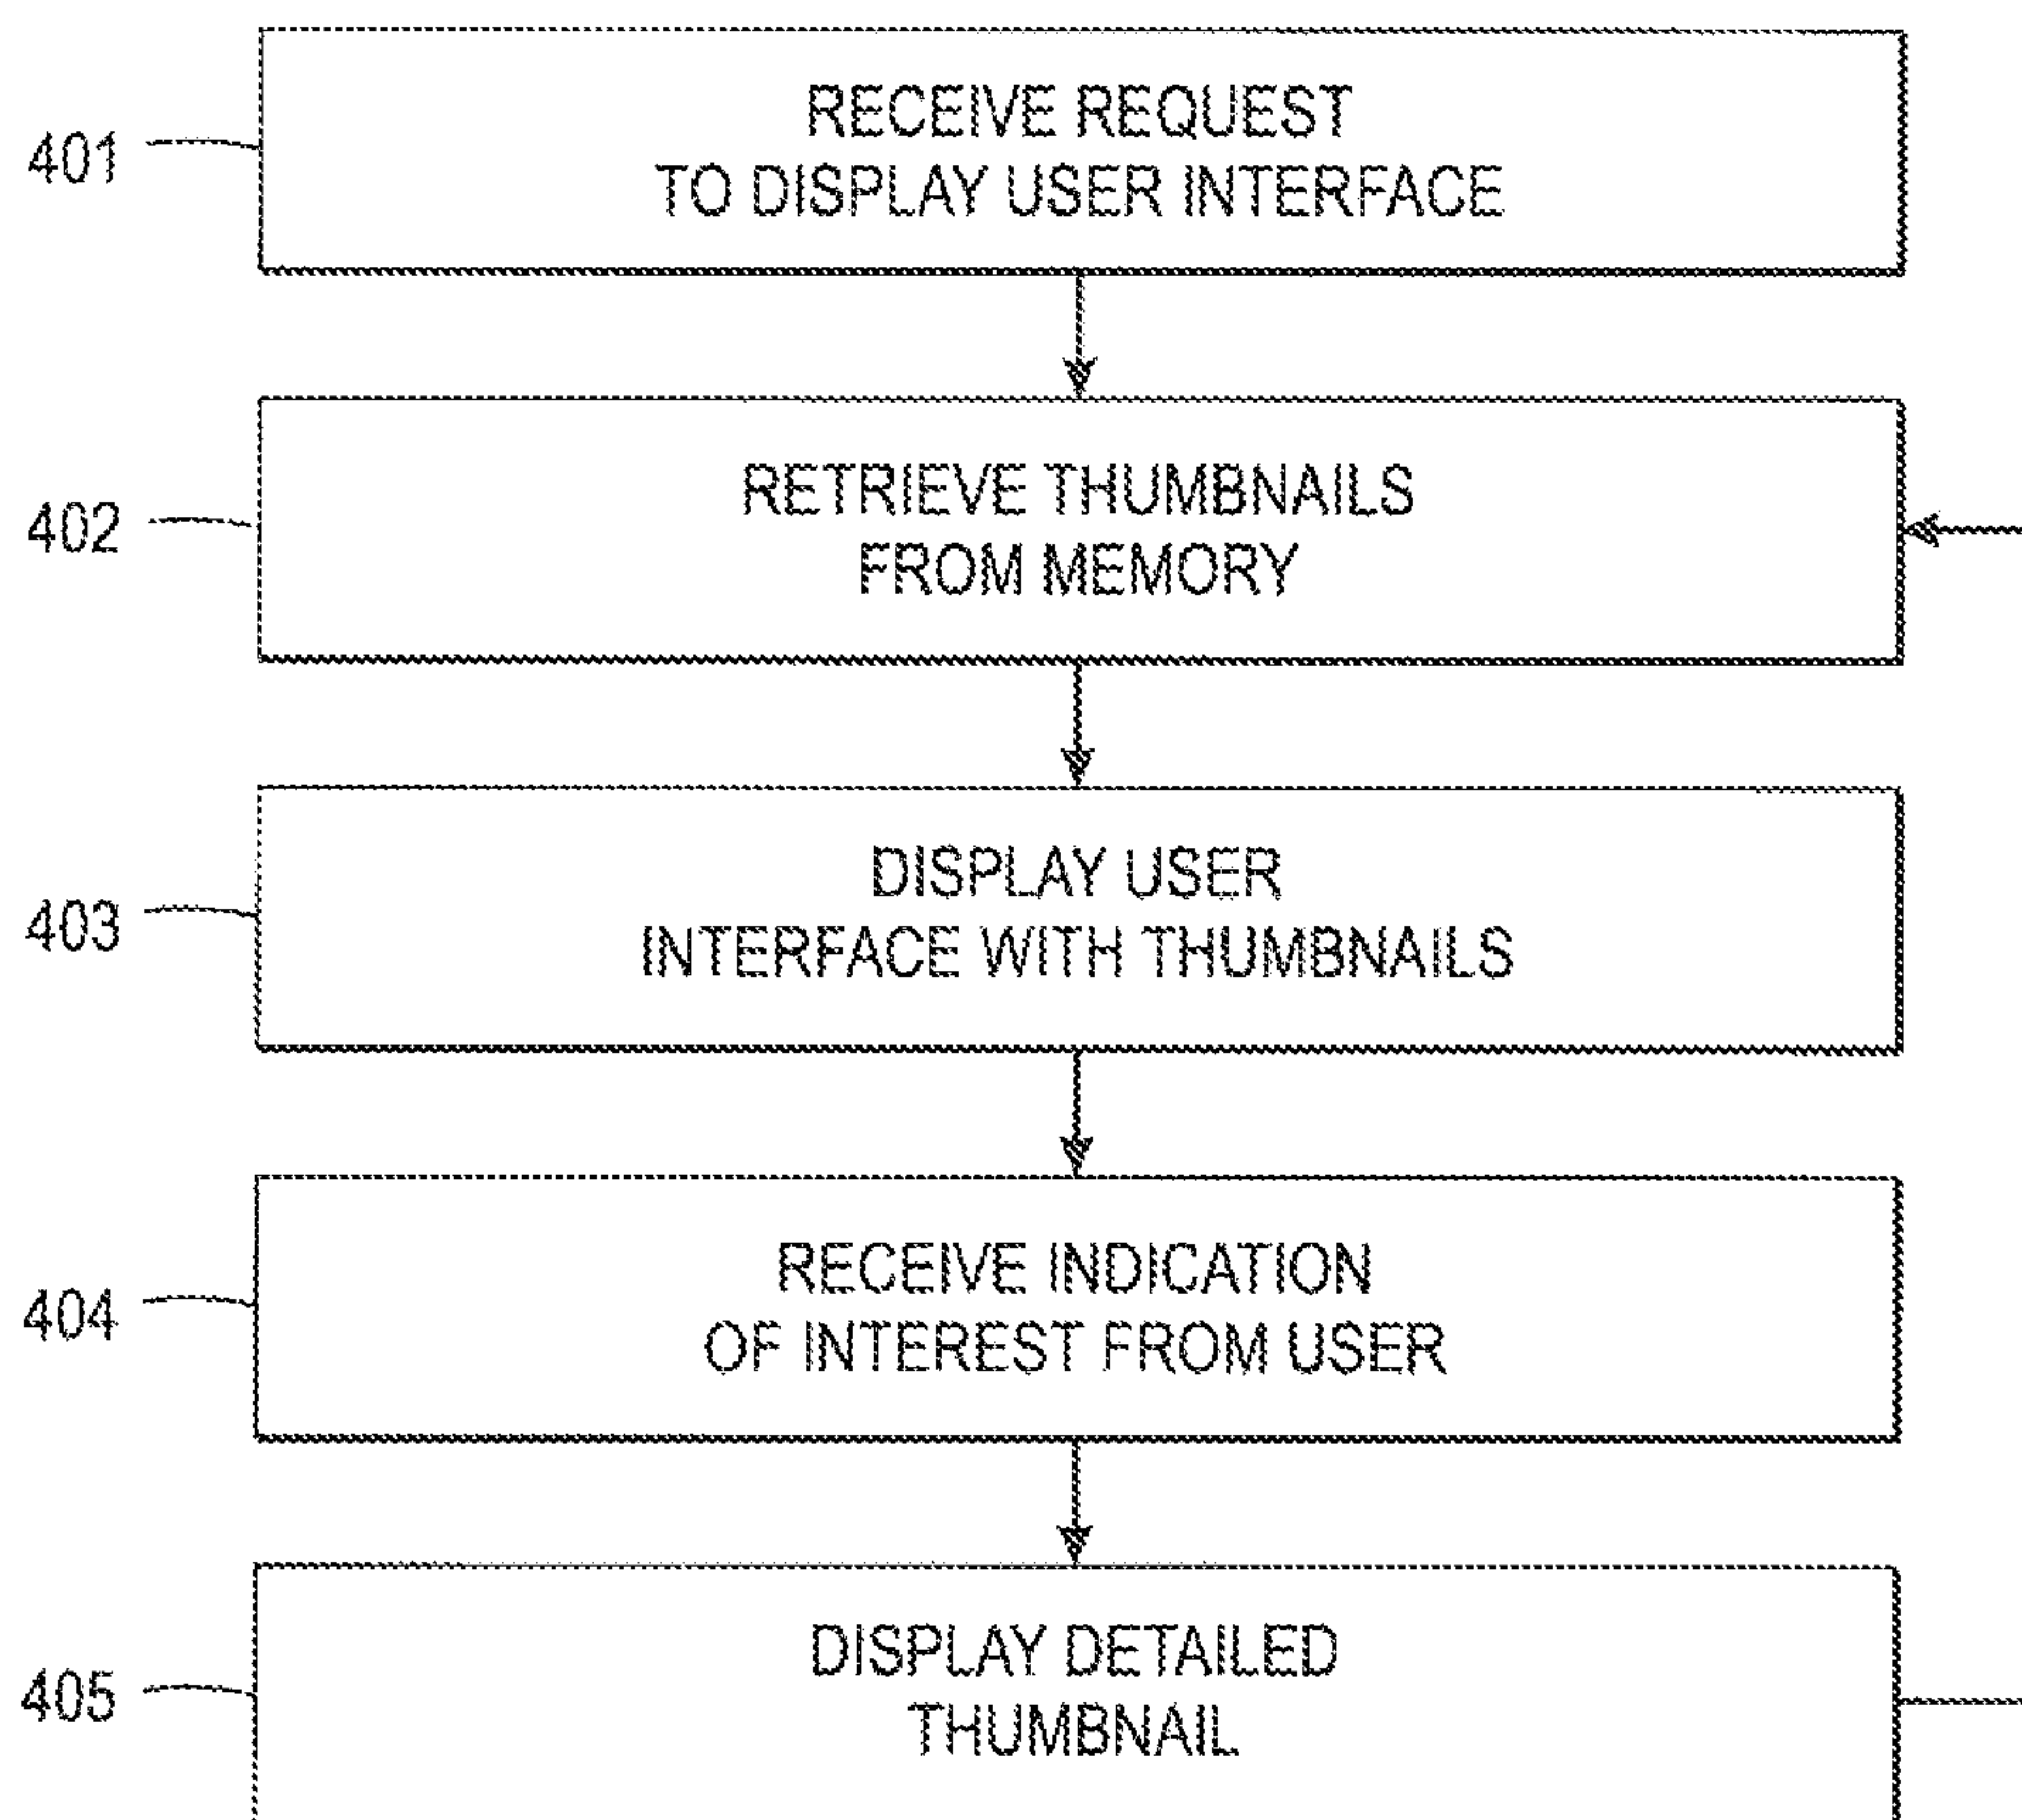 401
RECEIVE REQUEST
TO DISPLAY USER INTERFACE
402
RETRIEVE THUMBNAILS
FROM MEMORY
403
DISPLAY USER
INTERFACE WITH THUMBNAILS
404
RECEIVE INDICATION
OF INTEREST FROM USER
405
DISPLAY DETAILED
THUMBNAIL